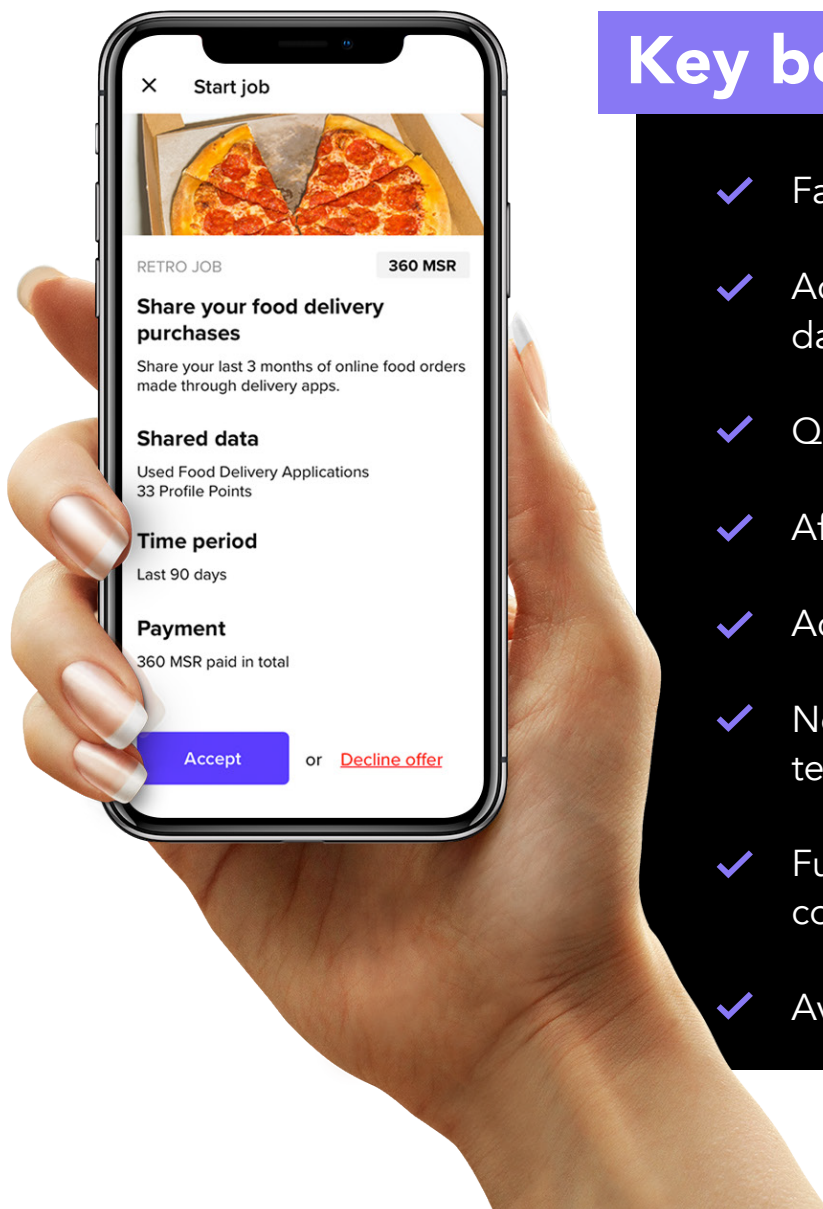 Start job
RETRO JOB
360 MSR
Share your food delivery
purchases
Share your last 3 months of online food orders
made through delivery apps.
Shared data
Used Food Delivery Applications
33 Profile Points
Time period
Last 90 days
Payment
360 MSR paid in total
Accept or Decline offer
Key